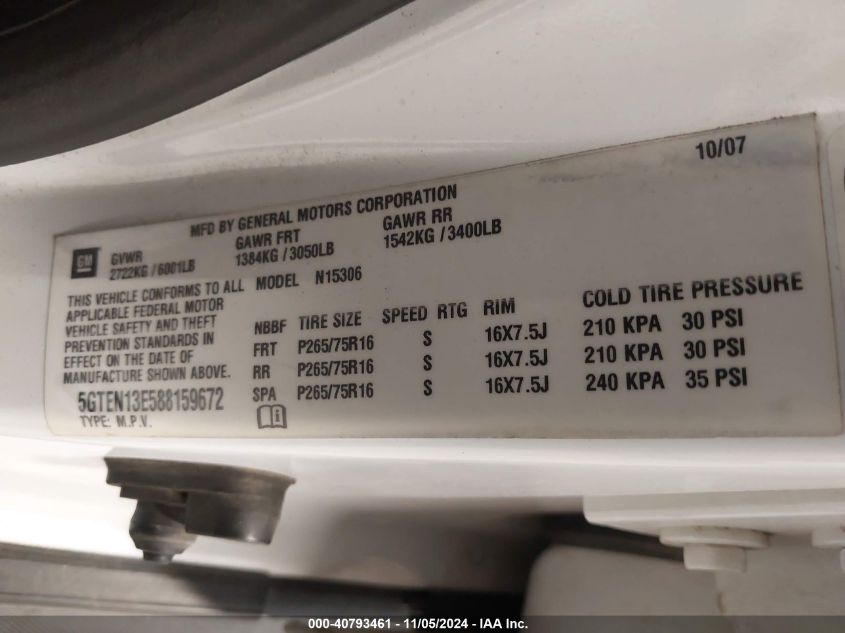 10/07
MFD BY GENERAL MOTORS CORPORATION
GM GVWR GAWR FRT GAWR RR
2722KG / 6001LB 1384KG / 3050LB 1542KG / 3400LB
THIS VEHICLE CONFORMS TO ALL MODEL N15306
APPLICABLE FEDERAL MOTOR
VEHICLE SAFETY AND THEFT
PREVENTION STANDARDS IN
EFFECT ON THE DATE OF
MANUFACTURE SHOWN ABOVE.
5GTEN13E588159672
TYPE: M.P.V.
NBBF TIRE SIZE SPEED RTG RIM COLD TIRE PRESSURE
FRT P265/75R16 S 16X7.5J 210 KPA 30 PSI
RR P265/75R16 S 16X7.5J 210 KPA 30 PSI
SPA P265/75R16 S 16X7.5J 240 KPA 35 PSI
000-40793461 - 11/05/2024 - IAA Inc.